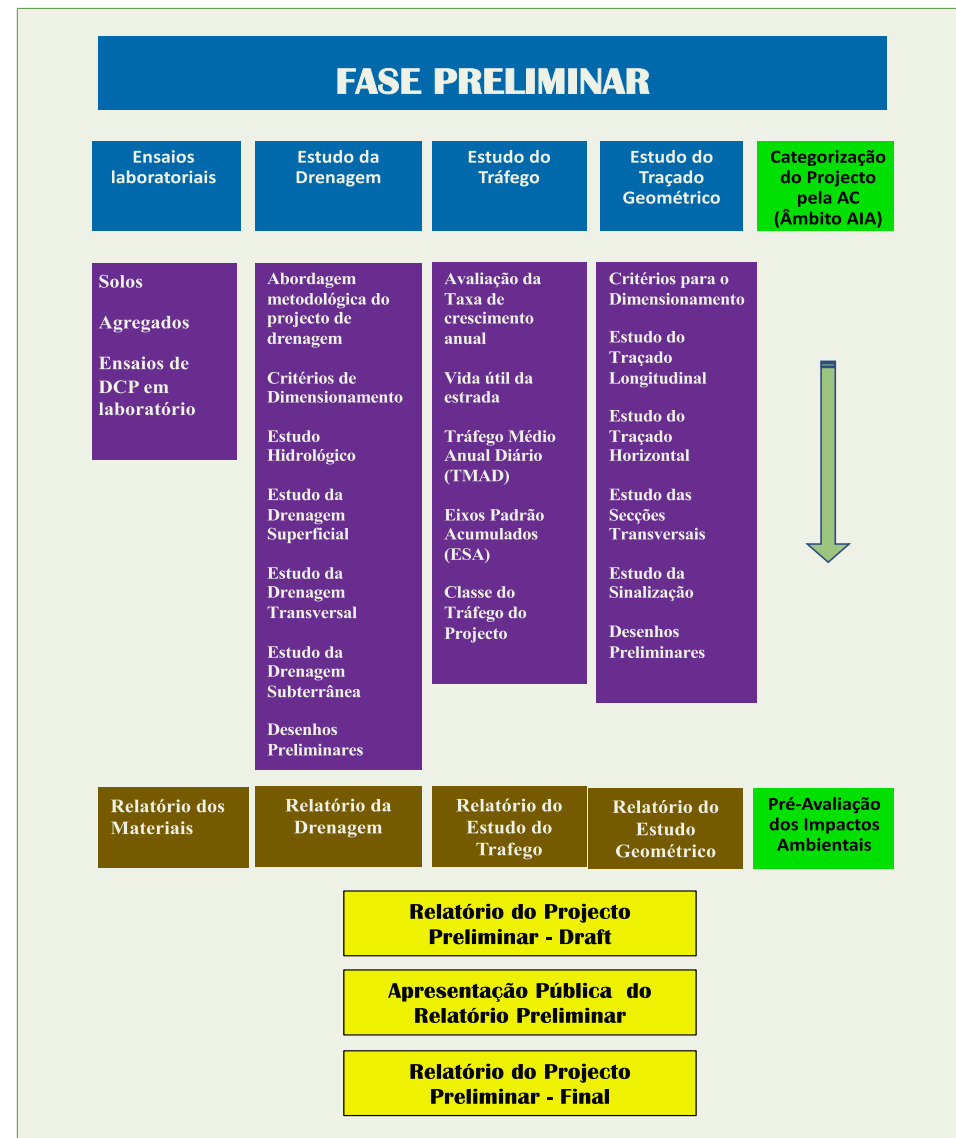 FASE PRELIMINAR
Ensaios
laboratoriais
Estudo da
Drenagem
Estudo do
Tráfego
Estudo do
Traçado
Geométrico
Categorização
do Projecto
pela AC
(Âmbito AIA)
Solos
Agregados
Ensaios de
DCP em
laboratório
Abordagem
metodológica do
projecto de
drenagem
Critérios de
Dimensionamento
Estudo
Hidrológico
Estudo da
Drenagem
Superficial
Estudo da
Drenagem
Transversal
Estudo da
Drenagem
Subterrânea
Desenhos
Preliminares
Avaliação da
Taxa de
crescimento
anual
Vida útil da
estrada
Tráfego Médio
Anual Diário
(TMAD)
Eixos Padrão
Acumulados
(ESA)
Classe do
Tráfego do
Projecto
Critérios para o
Dimensionamento
Estudo do
Traçado
Longitudinal
Estudo do
Traçado
Horizontal
Estudo das
Secções
Transversais
Estudo da
Sinalização
Desenhos
Preliminares
Relatório dos
Materiais
Relatório da
Drenagem
Relatório do
Estudo do
Trafego
Relatório do
Estudo
Geométrico
Pré-Avaliação
dos Impactos
Ambientais
Relatório do Projecto
Preliminar - Draft
Apresentação Pública do
Relatório Preliminar
Relatório do Projecto
Preliminar - Final